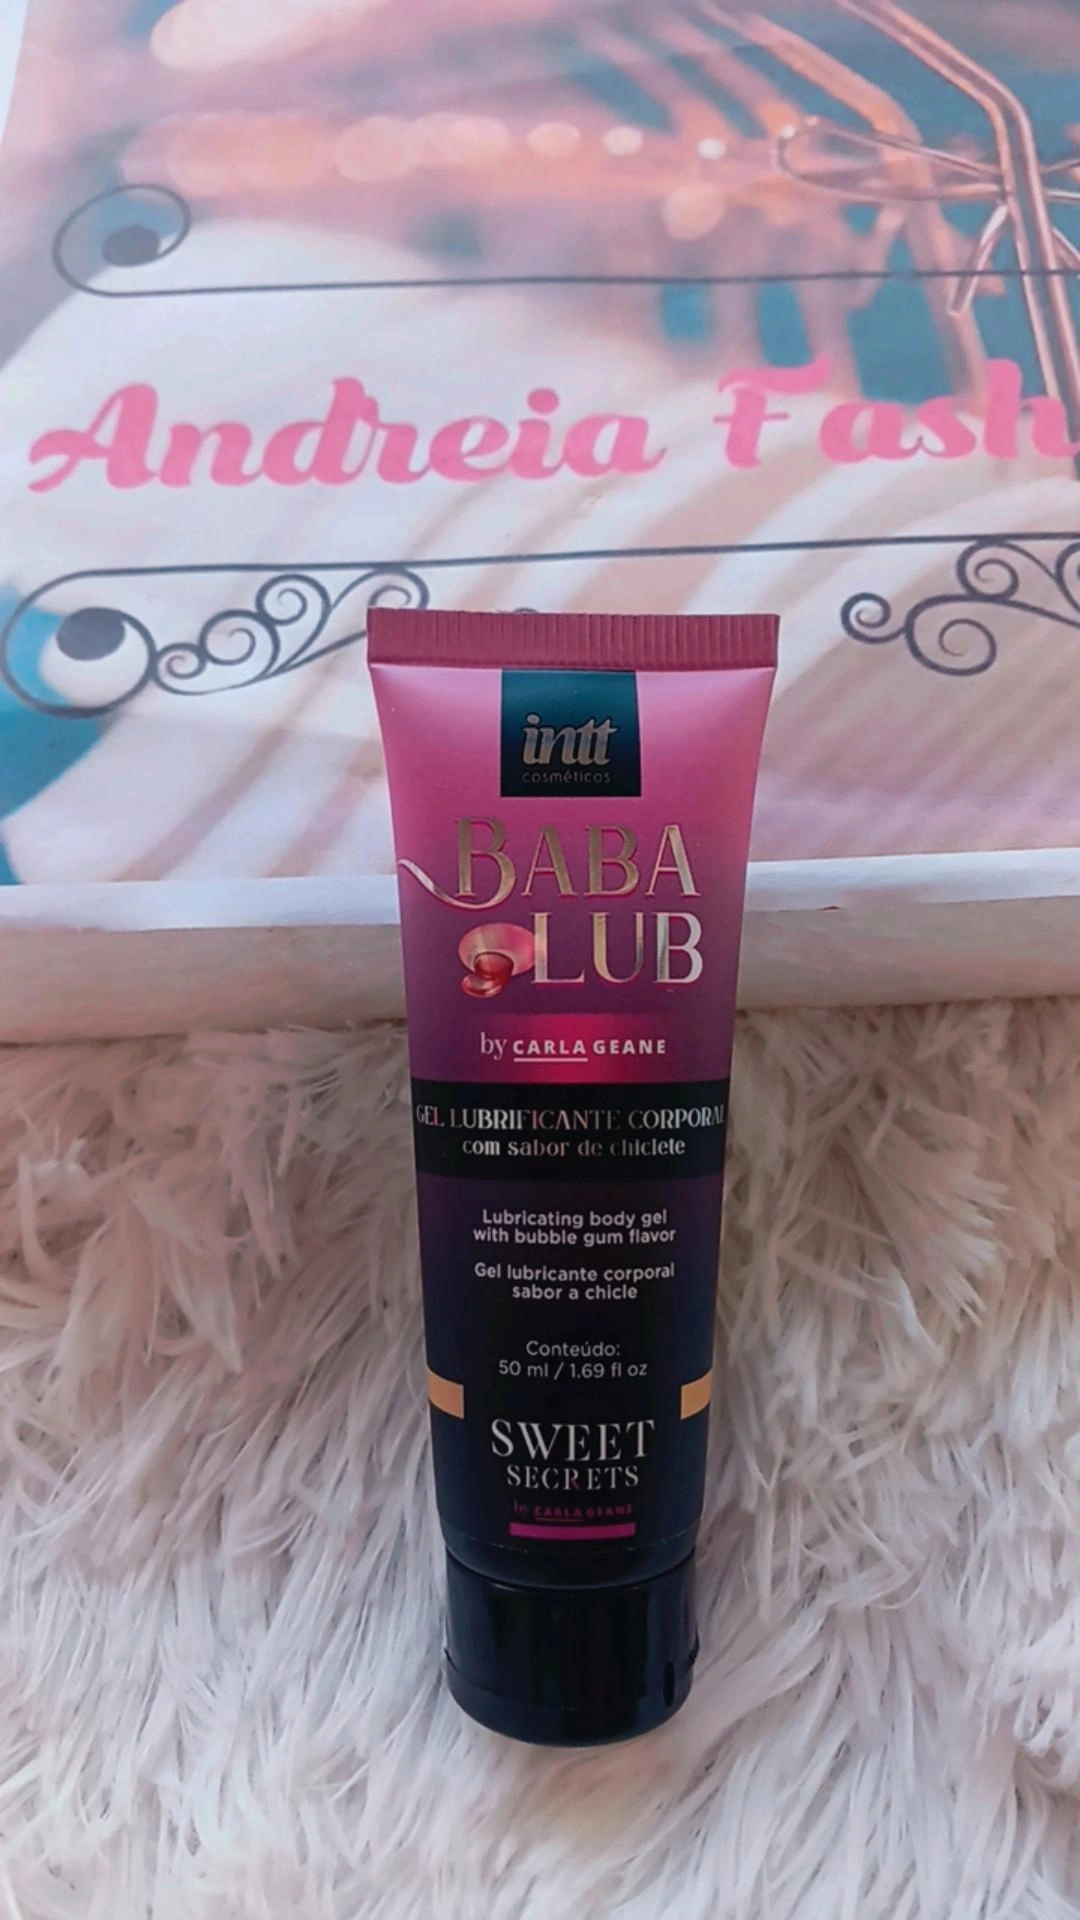 Andreia Fash
intt
cosméticos
BABA
LUB
by CARLA GEANE
GEL LUBRIFICANTE CORPORAL
com sabor de chiclete
Lubricating body gel
with bubble gum flavor
Gel lubricante corporal
sabor a chicle
Conteúdo:
50 ml / 1.69 fl oz
SWEET
SECRETS
by CARLA GEANE